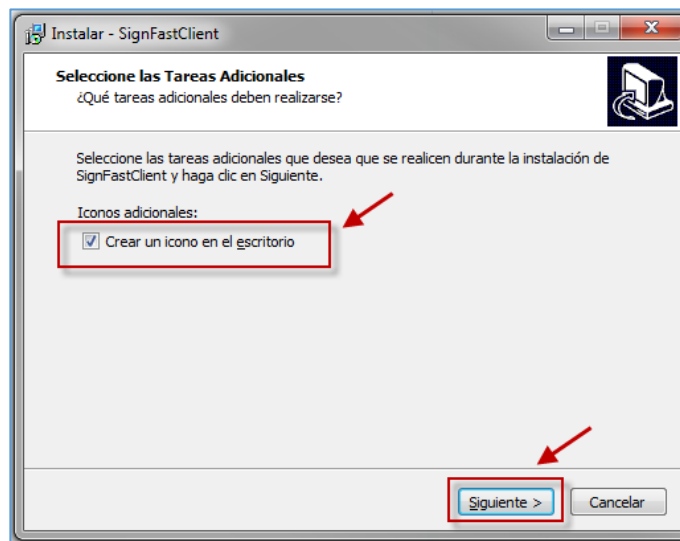 Instalar - SignFastClient
Seleccione las Tareas Adicionales
¿Qué tareas adicionales deben realizarse?
Seleccione las tareas adicionales que desea que se realicen durante la instalación de
SignFastClient y haga clic en Siguiente.
Iconos adicionales:
Crear un icono en el escritorio
Siguiente >
Cancelar